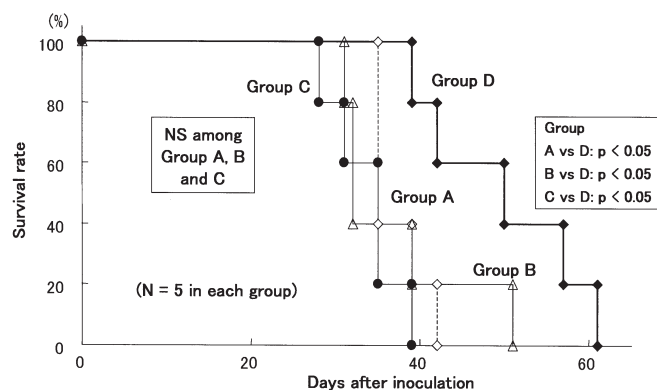 (%)
100
80
60
40
20
0
Survival rate
Group C
Group D
NS among
Group A, B
and C
Group
A vs D: p < 0.05
B vs D: p < 0.05
C vs D: p < 0.05
Group A
Group B
(N = 5 in each group)
0
20
40
60
Days after inoculation